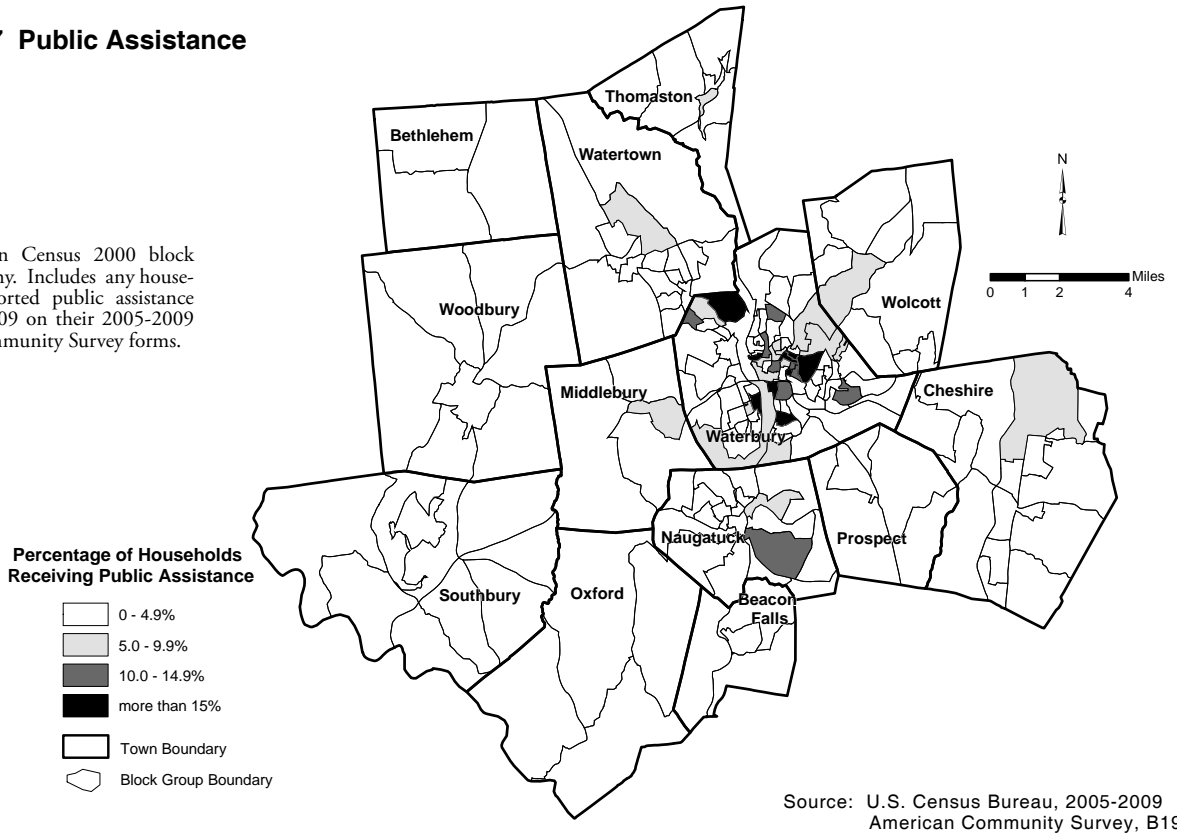 Public Assistance
n Census 2000 block
ny. Includes any house-
orted public assistance
09 on their 2005-2009
mmunity Survey forms.
Thomaston
Bethlehem
Watertown
N
Miles
0 1 2 4
Woodbury
Wolcott
Middlebury
Cheshire
Waterbury
Naugatuck
Prospect
Southbury
Oxford
Beacon
Falls
Percentage of Households
Receiving Public Assistance
0 - 4.9%
5.0 - 9.9%
10.0 - 14.9%
more than 15%
Town Boundary
Block Group Boundary
Source: U.S. Census Bureau, 2005-2009
American Community Survey, B19